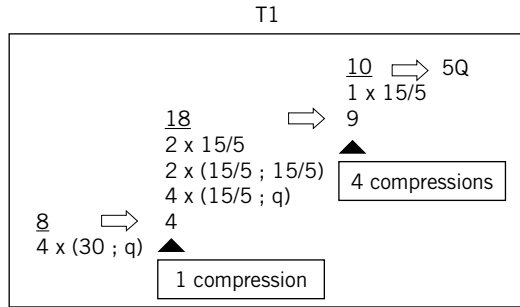 T1
10 5Q
1 x 15/5
9
4 compressions
18
2 x 15/5
2 x (15/5 ; 15/5)
4 x (15/5 ; q)
4
1 compression
8
4 x (30 ; q)